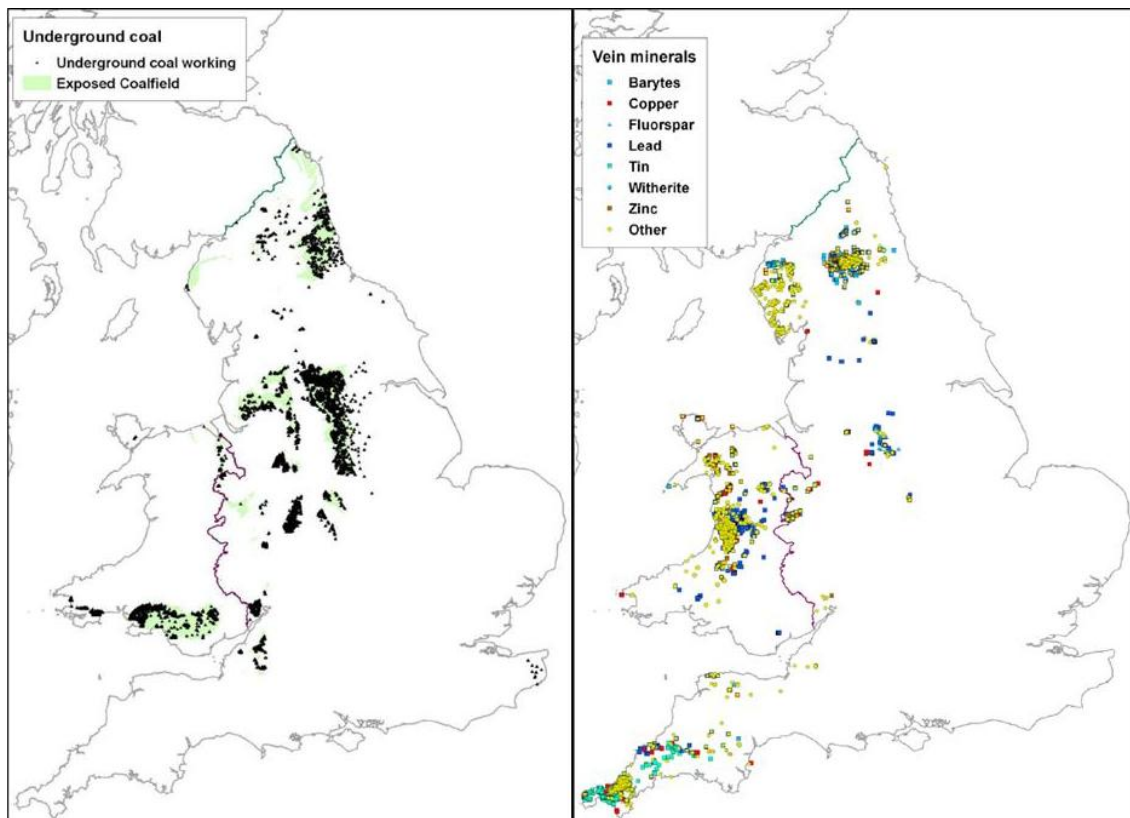 Underground coal
Underground coal working
Exposed Coalfield
Vein minerals
Barytes
Copper
Fluorspar
Lead
Tin
Witherite
Zinc
Other